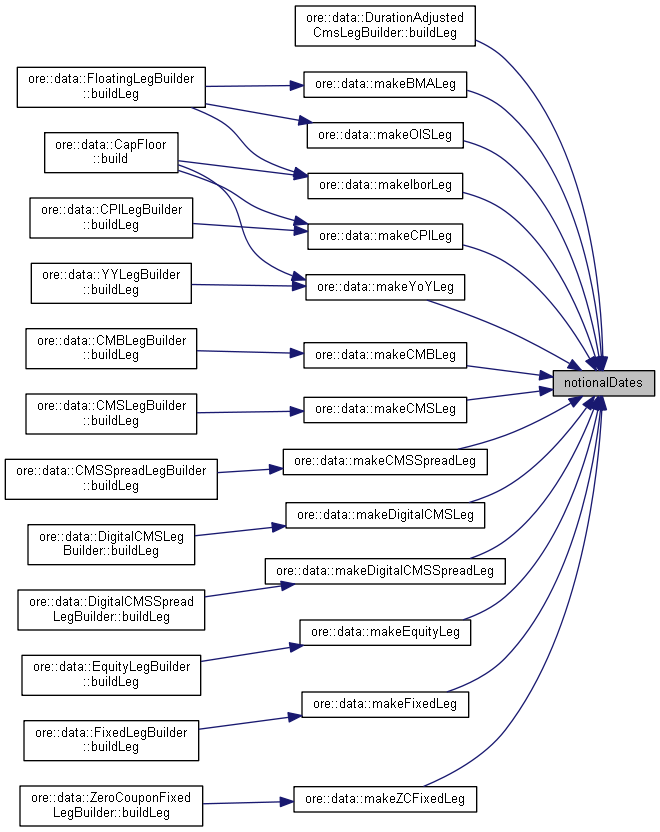 ore::data::DurationAdjusted
CmsLegBuilder::buildLeg
ore::data::FloatingLegBuilder
::buildLeg
ore::data::makeBMALeg
ore::data::makeOISLeg
ore::data::CapFloor
::build
ore::data::makeIborLeg
ore::data::CPILegBuilder
::buildLeg
ore::data::makeCPILeg
ore::data::YYLegBuilder
::buildLeg
ore::data::makeYoYLeg
ore::data::CMBLegBuilder
::buildLeg
ore::data::makeCMBLeg
notionalDates
ore::data::CMSLegBuilder
::buildLeg
ore::data::makeCMSLeg
ore::data::CMSSpreadLegBuilder
::buildLeg
ore::data::makeCMSSpreadLeg
ore::data::DigitalCMSLeg
Builder::buildLeg
ore::data::makeDigitalCMSLeg
ore::data::DigitalCMSSpread
LegBuilder::buildLeg
ore::data::makeDigitalCMSSpreadLeg
ore::data::EquityLegBuilder
::buildLeg
ore::data::makeEquityLeg
ore::data::FixedLegBuilder
::buildLeg
ore::data::makeFixedLeg
ore::data::ZeroCouponFixed
LegBuilder::buildLeg
ore::data::makeZCFixedLeg